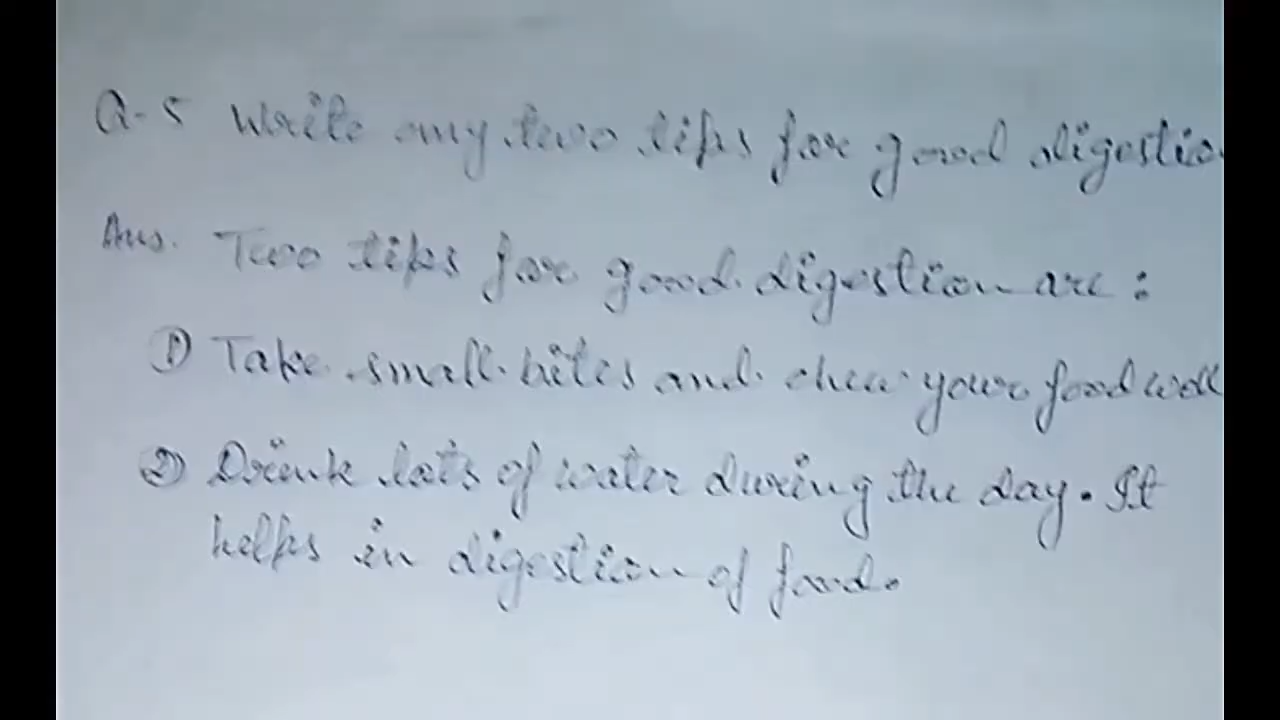 Q-5 Write any two tips for good digestio
Ans. Two tips for good digestion are :
① Take small bites and chew your food well
② Drink lots of water during the day. It
helps in digestion of food.